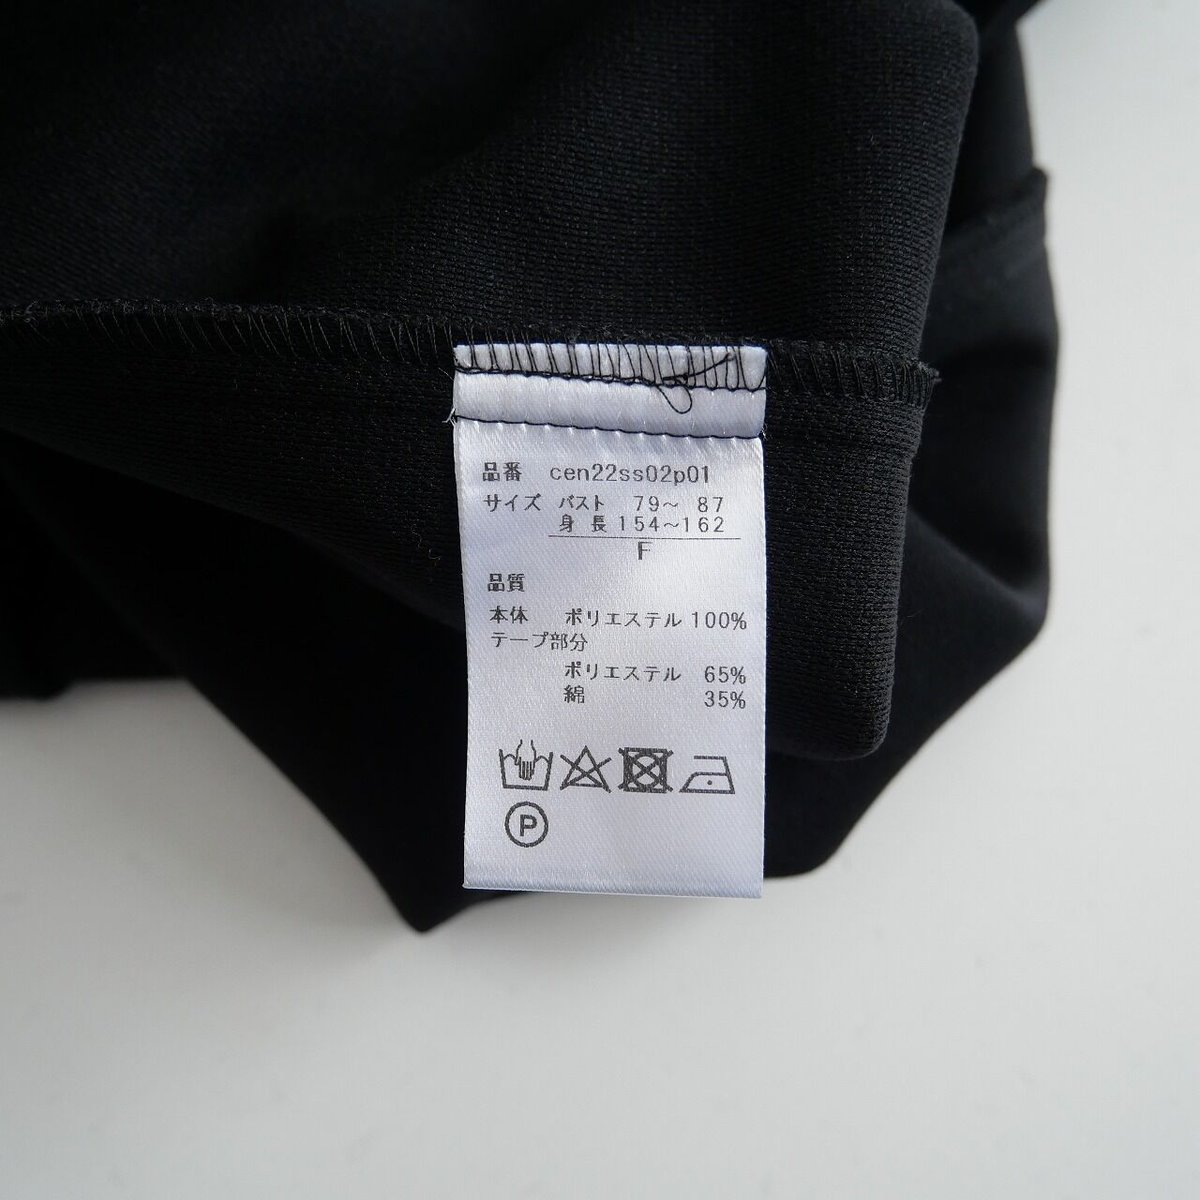 品番 cen22ss02p01
サイズ バスト 79～ 87
身 長 154～162
F
品質
本体 ポリエステル 100%
テープ部分
ポリエステル 65%
綿 35%
P